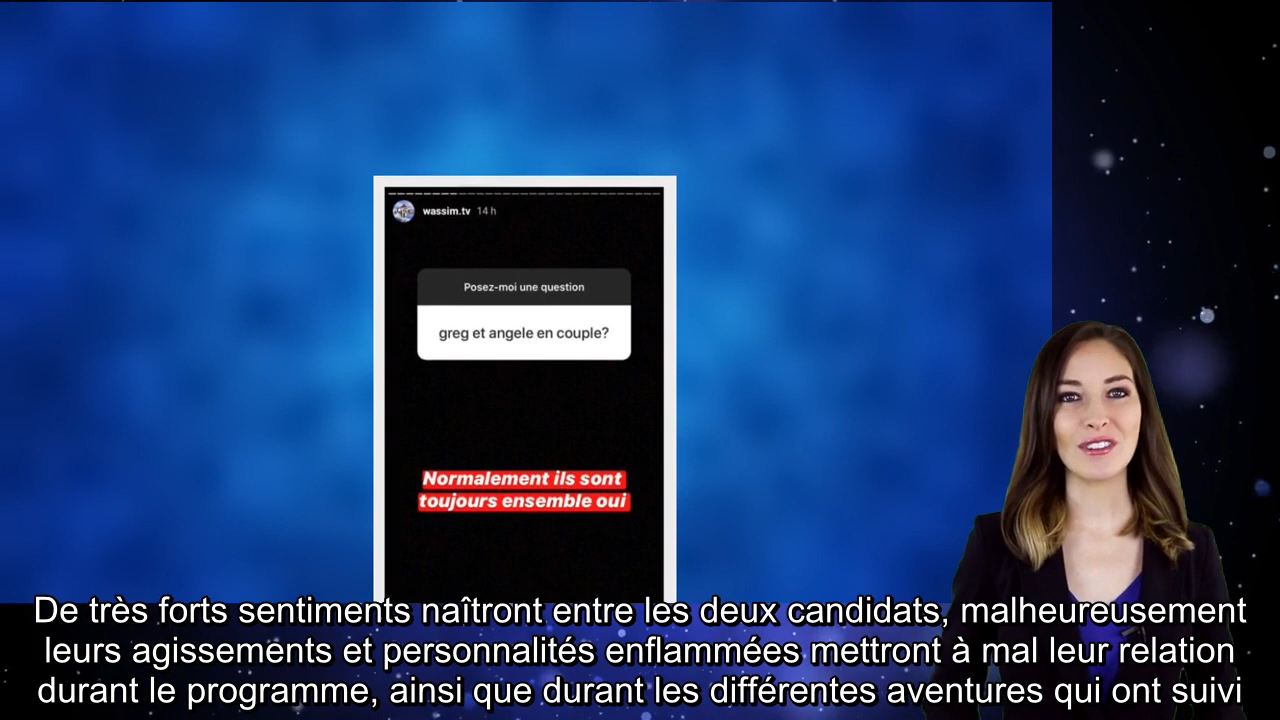 wassim.tv 14 h
Posez-moi une question
greg et angele en couple?
Normalement ils sont
toujours ensemble oui
De très forts sentiments naîtront entre les deux candidats, malheureusement
leurs agissements et personnalités enflammées mettront à mal leur relation
durant le programme, ainsi que durant les différentes aventures qui ont suivi